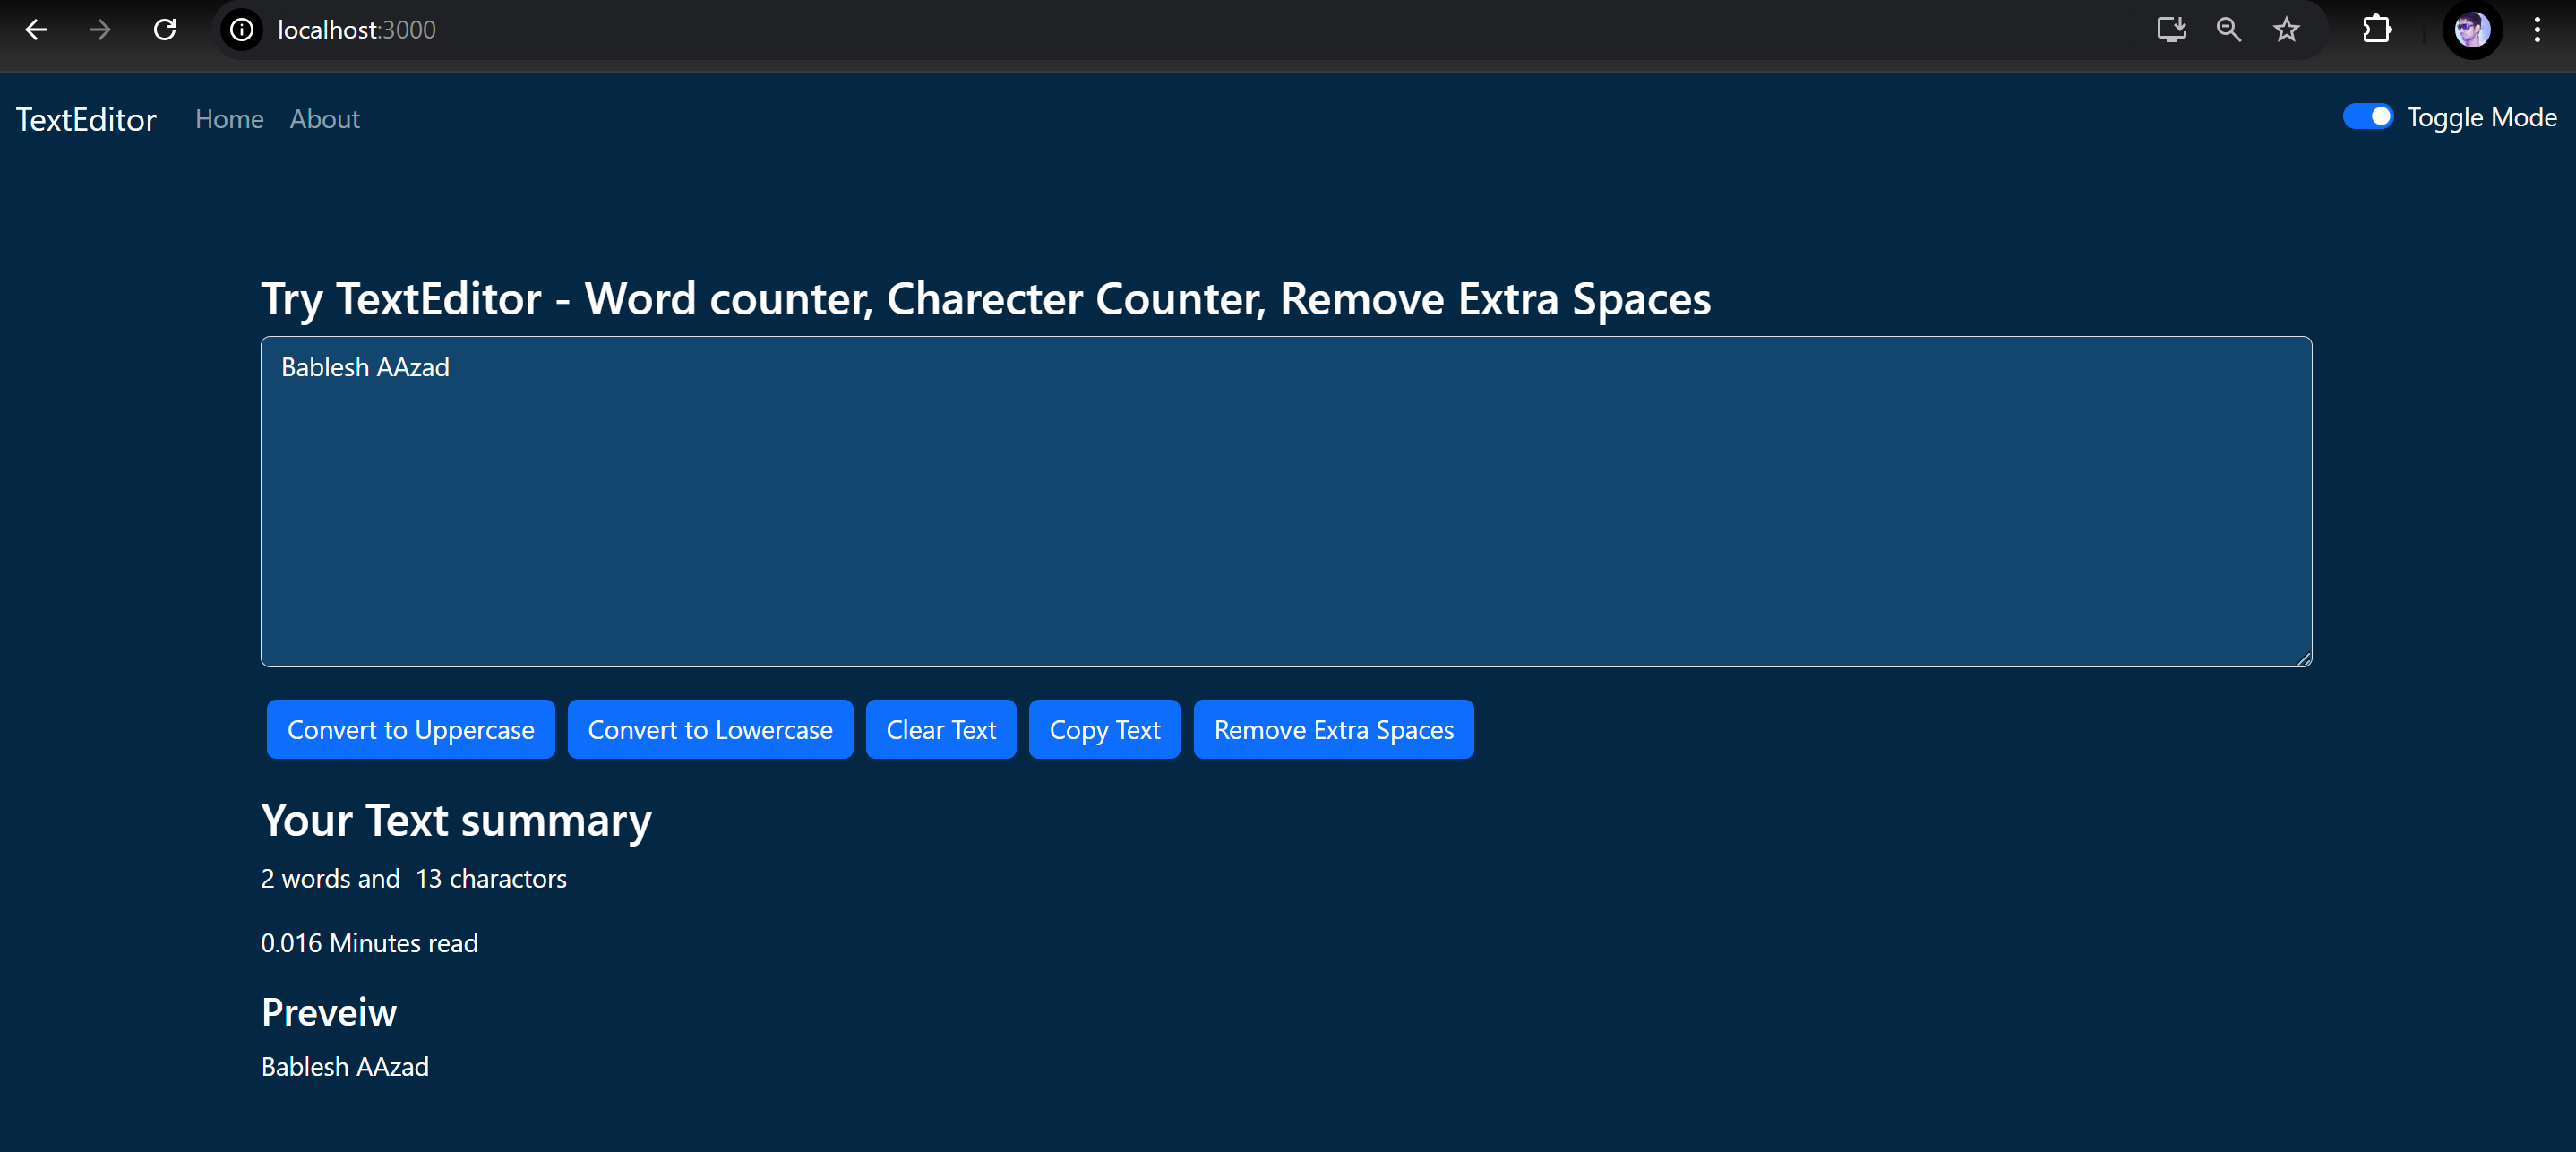 localhost:3000
TextEditor Home About Toggle Mode
Try TextEditor - Word counter, Charecter Counter, Remove Extra Spaces
Bablesh AAzad
Convert to Uppercase Convert to Lowercase Clear Text Copy Text Remove Extra Spaces
Your Text summary
2 words and 13 charactors
0.016 Minutes read
Preveiw
Bablesh AAzad